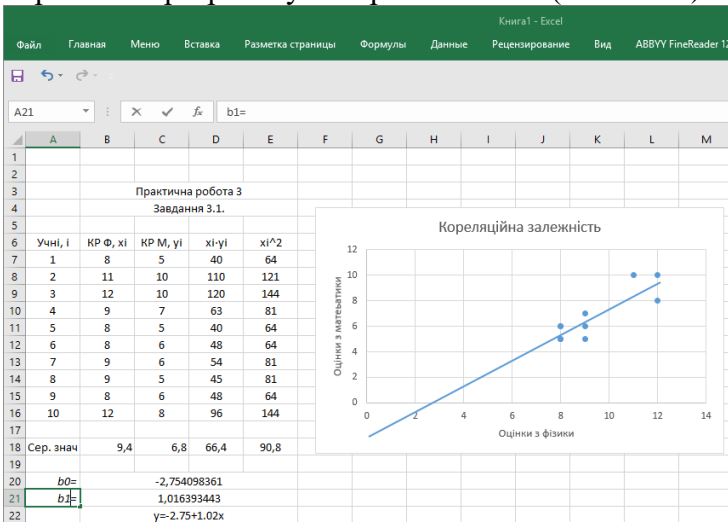 Книга1 - Excel
Файл Главная Меню Вставка Разметка страницы Формулы Данные Рецензирование Вид ABBYY FineReader 12
A21 fx b1=
A B C D E F G H I J K L M
1
2
3 Практична робота 3
4 Завдання 3.1.
5
6 Учні, і КР Ф, хі КР М, уі хі·уі хі^2
7 1 8 5 40 64
8 2 11 10 110 121
9 3 12 10 120 144
10 4 9 7 63 81
11 5 8 5 40 64
12 6 8 6 48 64
13 7 9 6 54 81
14 8 9 5 45 81
15 9 8 6 48 64
16 10 12 8 96 144
17
18 Сер. знач 9,4 6,8 66,4 90,8
19
20 b0= -2,754098361
21 b1= 1,016393443
22 y=-2.75+1.02x
Кореляційна залежність
Оцінки з матеьатики
12
10
8
6
4
2
0
0 2 4 6 8 10 12 14
Оцінки з фізики